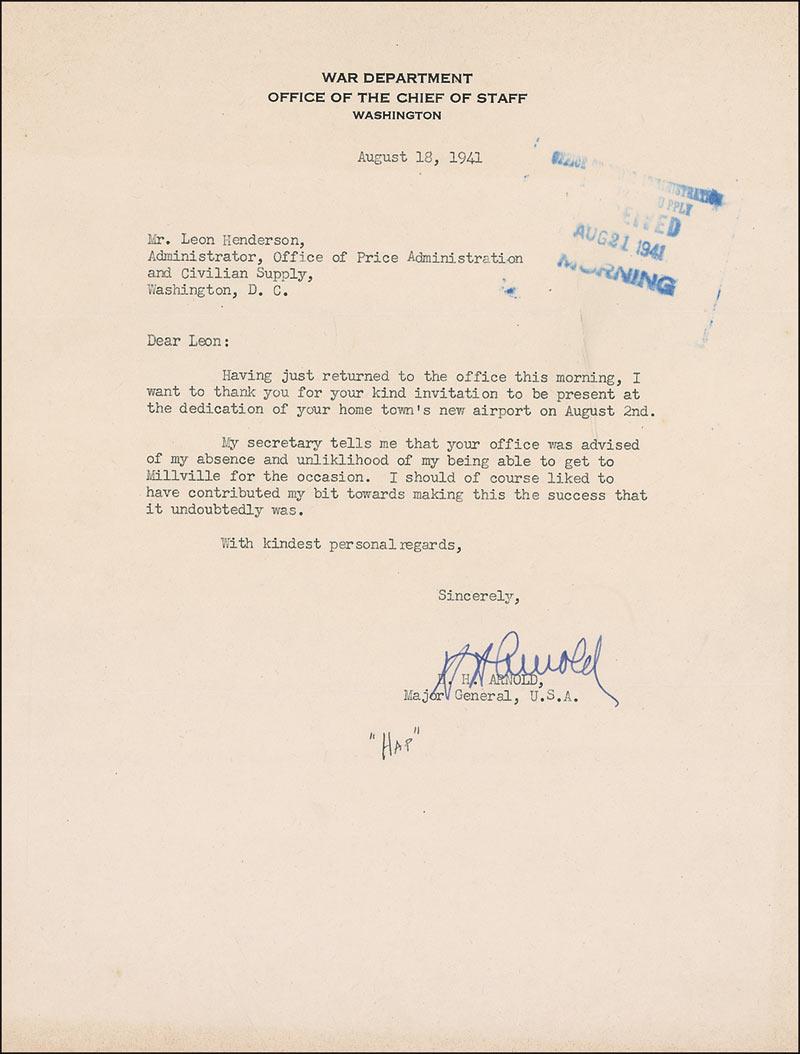 WAR DEPARTMENT
OFFICE OF THE CHIEF OF STAFF
WASHINGTON
August 18, 1941
RECEIVED
AUG 21 1941
MORNING
Mr. Leon Henderson,
Administrator, Office of Price Administration
and Civilian Supply,
Washington, D. C.
Dear Leon:
Having just returned to the office this morning, I
want to thank you for your kind invitation to be present at
the dedication of your home town's new airport on August 2nd.
My secretary tells me that your office was advised
of my absence and unliklihood of my being able to get to
Millville for the occasion. I should of course liked to
have contributed my bit towards making this the success that
it undoubtedly was.
With kindest personal regards,
Sincerely,
H H Arnold
H. H. ARNOLD,
Major General, U.S.A.
"HAP"